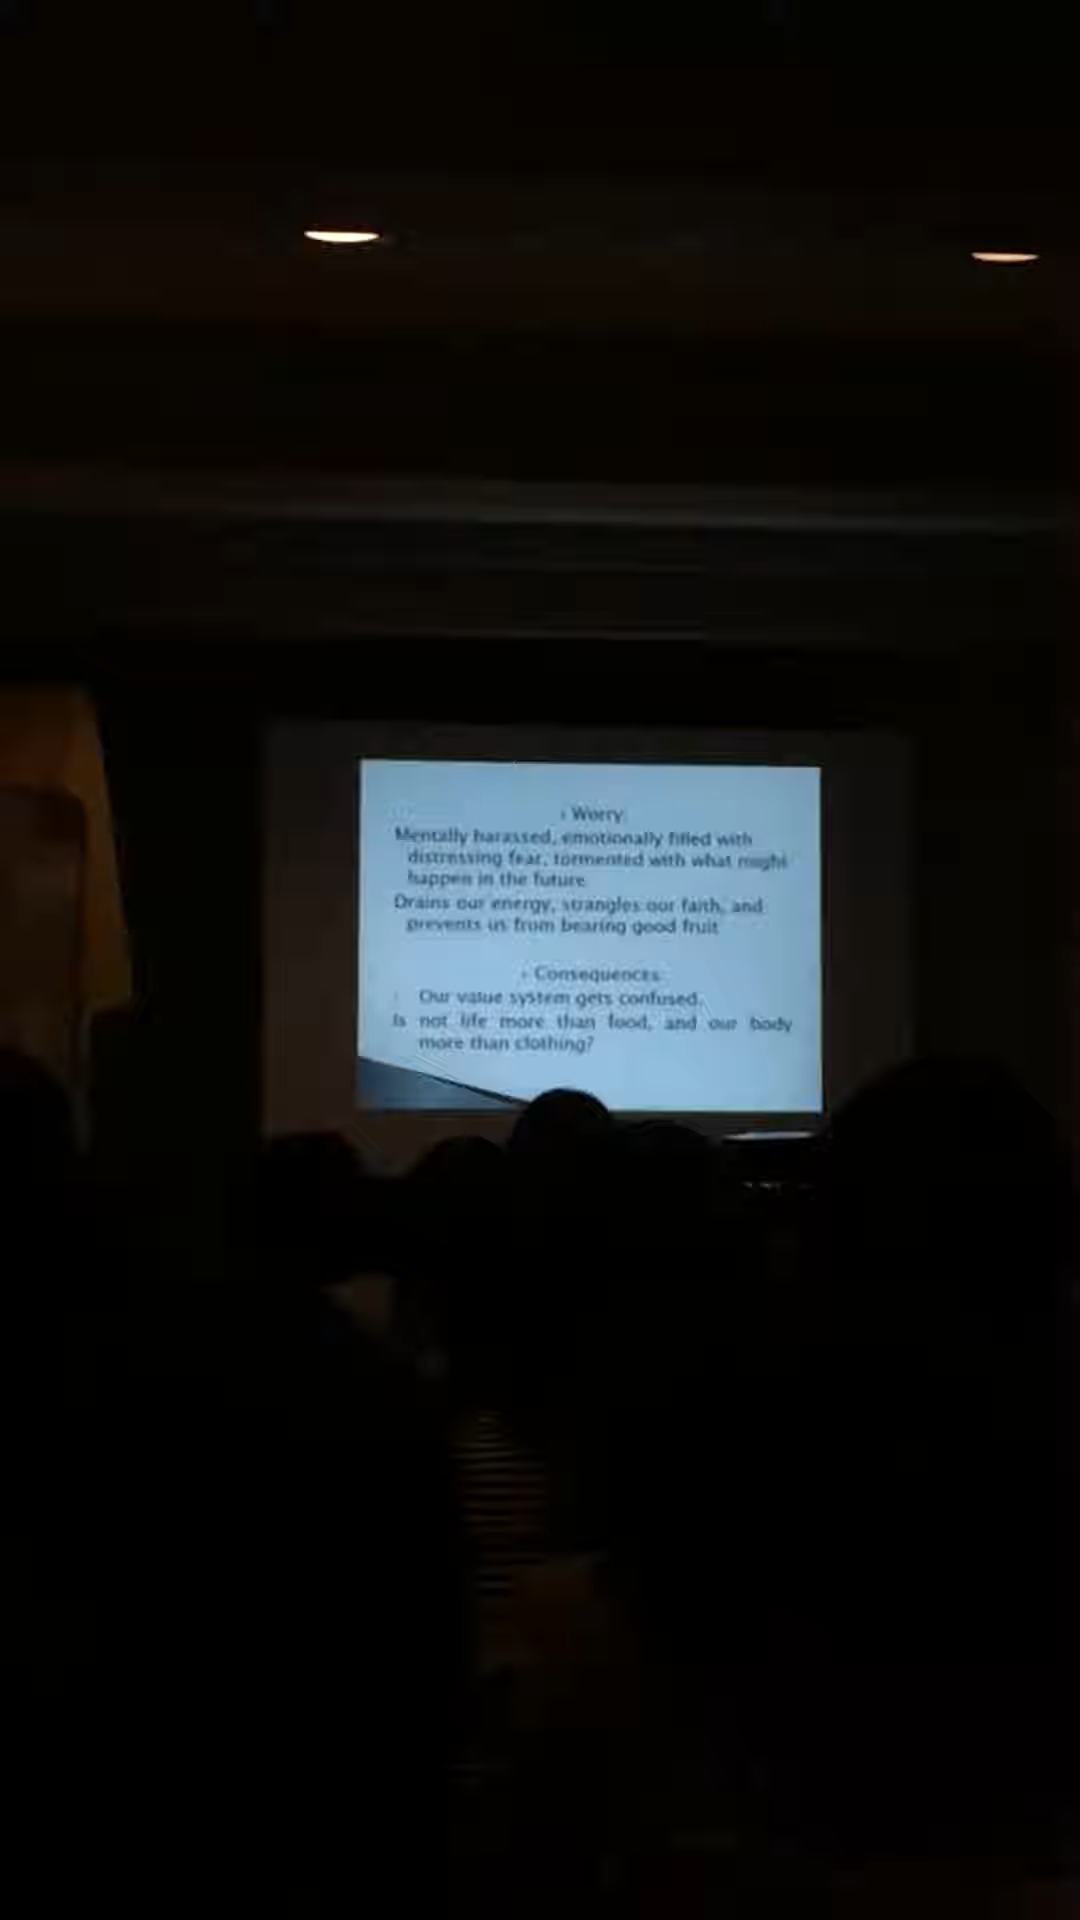 Worry:
Mentally harassed, emotionally filled with
distressing fear, tormented with what might
happen in the future
Drains our energy, strangles our faith, and
prevents us from bearing good fruit
Consequences:
Our value system gets confused.
Is not life more than food, and our body
more than clothing?